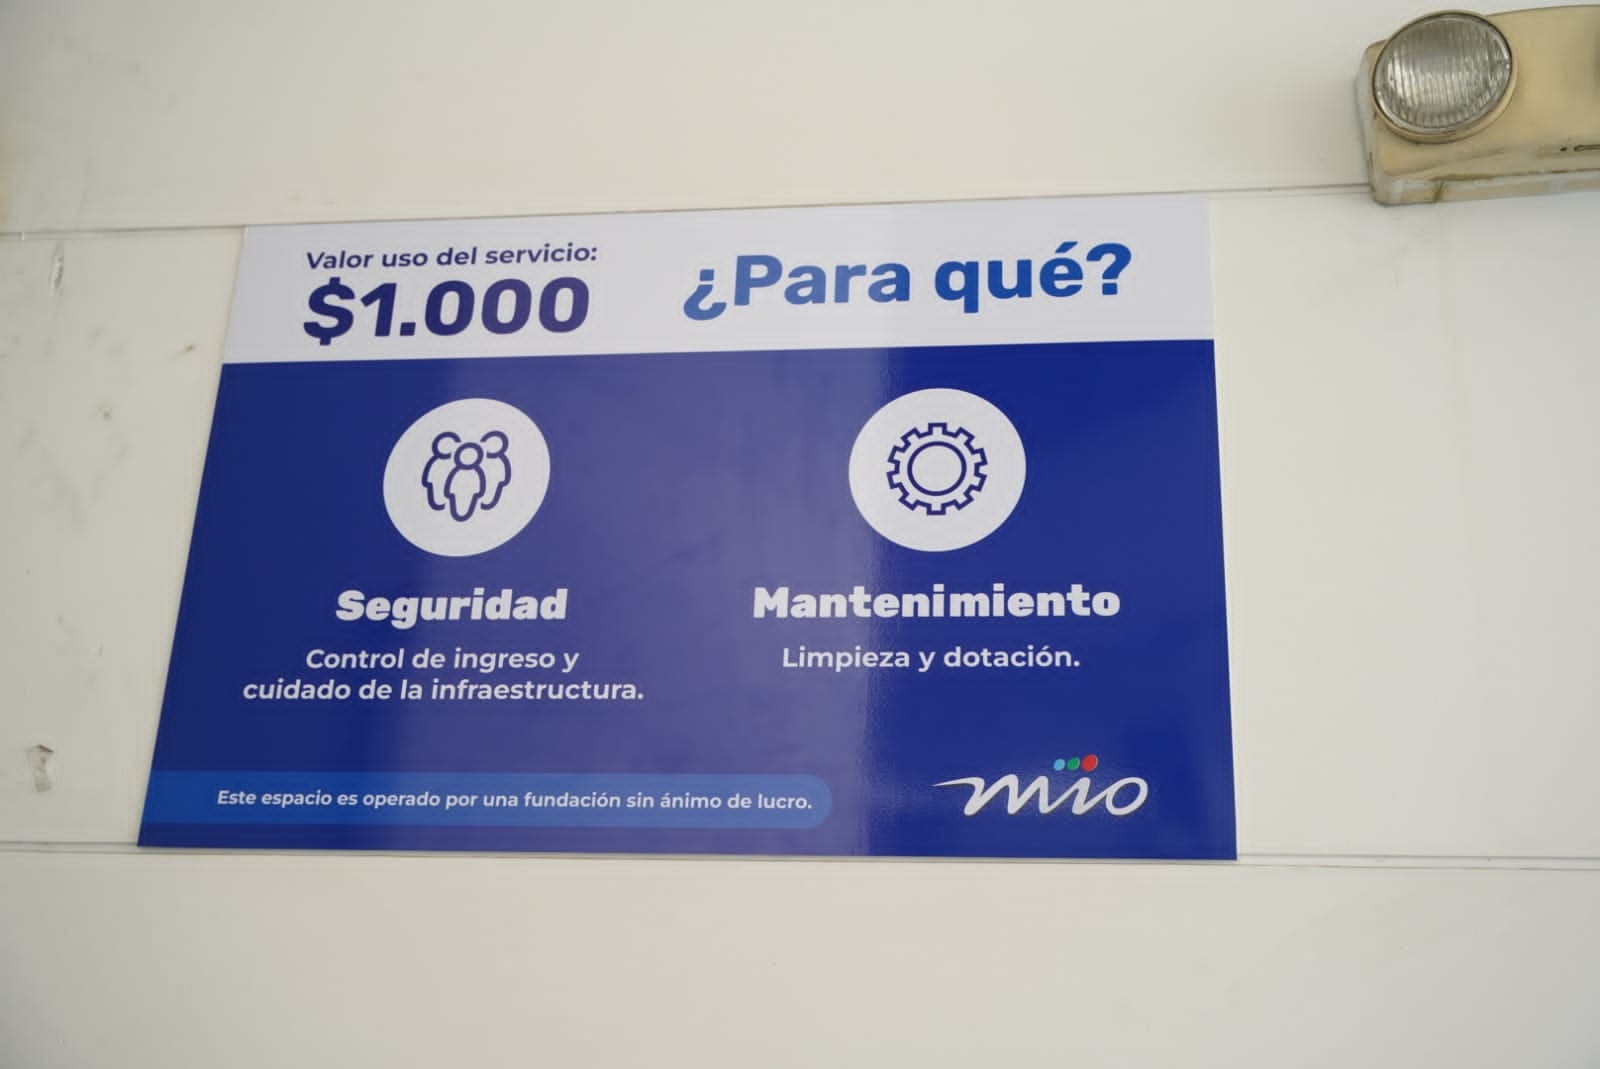 Valor uso del servicio:
$1.000
¿Para qué?
Seguridad
Control de ingreso y
cuidado de la infraestructura.
Mantenimiento
Limpieza y dotación.
Este espacio es operado por una fundación sin ánimo de lucro.
mio